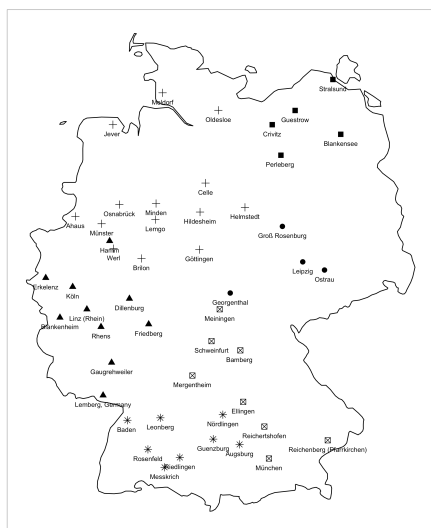 Stralsund
Meldorf
Oldesloe
Guestrow
Jever
Crivitz
Blankensee
Perleberg
Celle
Osnabrück
Minden
Helmstedt
Ahaus
Münster
Lemgo
Hildesheim
Groß Rosenburg
Hamm
Werl
Brilon
Göttingen
Leipzig
Ostrau
Erkelenz
Köln
Georgenthal
Dillenburg
Meiningen
Linz (Rhein)
Blankenheim
Rhens
Friedberg
Schweinfurt
Bamberg
Gaugrehweiler
Mergentheim
Lemberg, Germany
Ellingen
Nördlingen
Baden
Leonberg
Reichertshofen
Guenzburg
Augsburg
Reichenberg (Pfarrkirchen)
Rosenfeld
Riedlingen
München
Messkrich